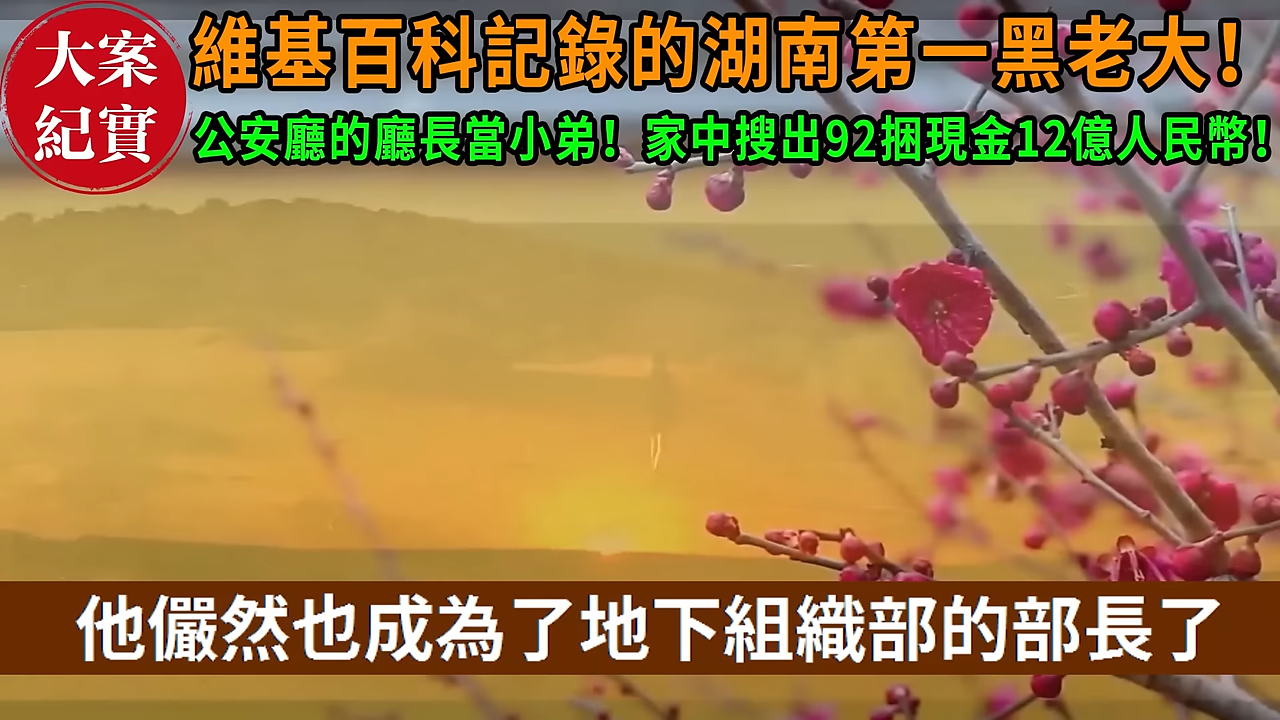 大案
紀實
維基百科記錄的湖南第一黑老大！
公安廳的廳長當小弟！家中搜出92捆現金12億人民幣！
他儼然也成為了地下組織部的部長了